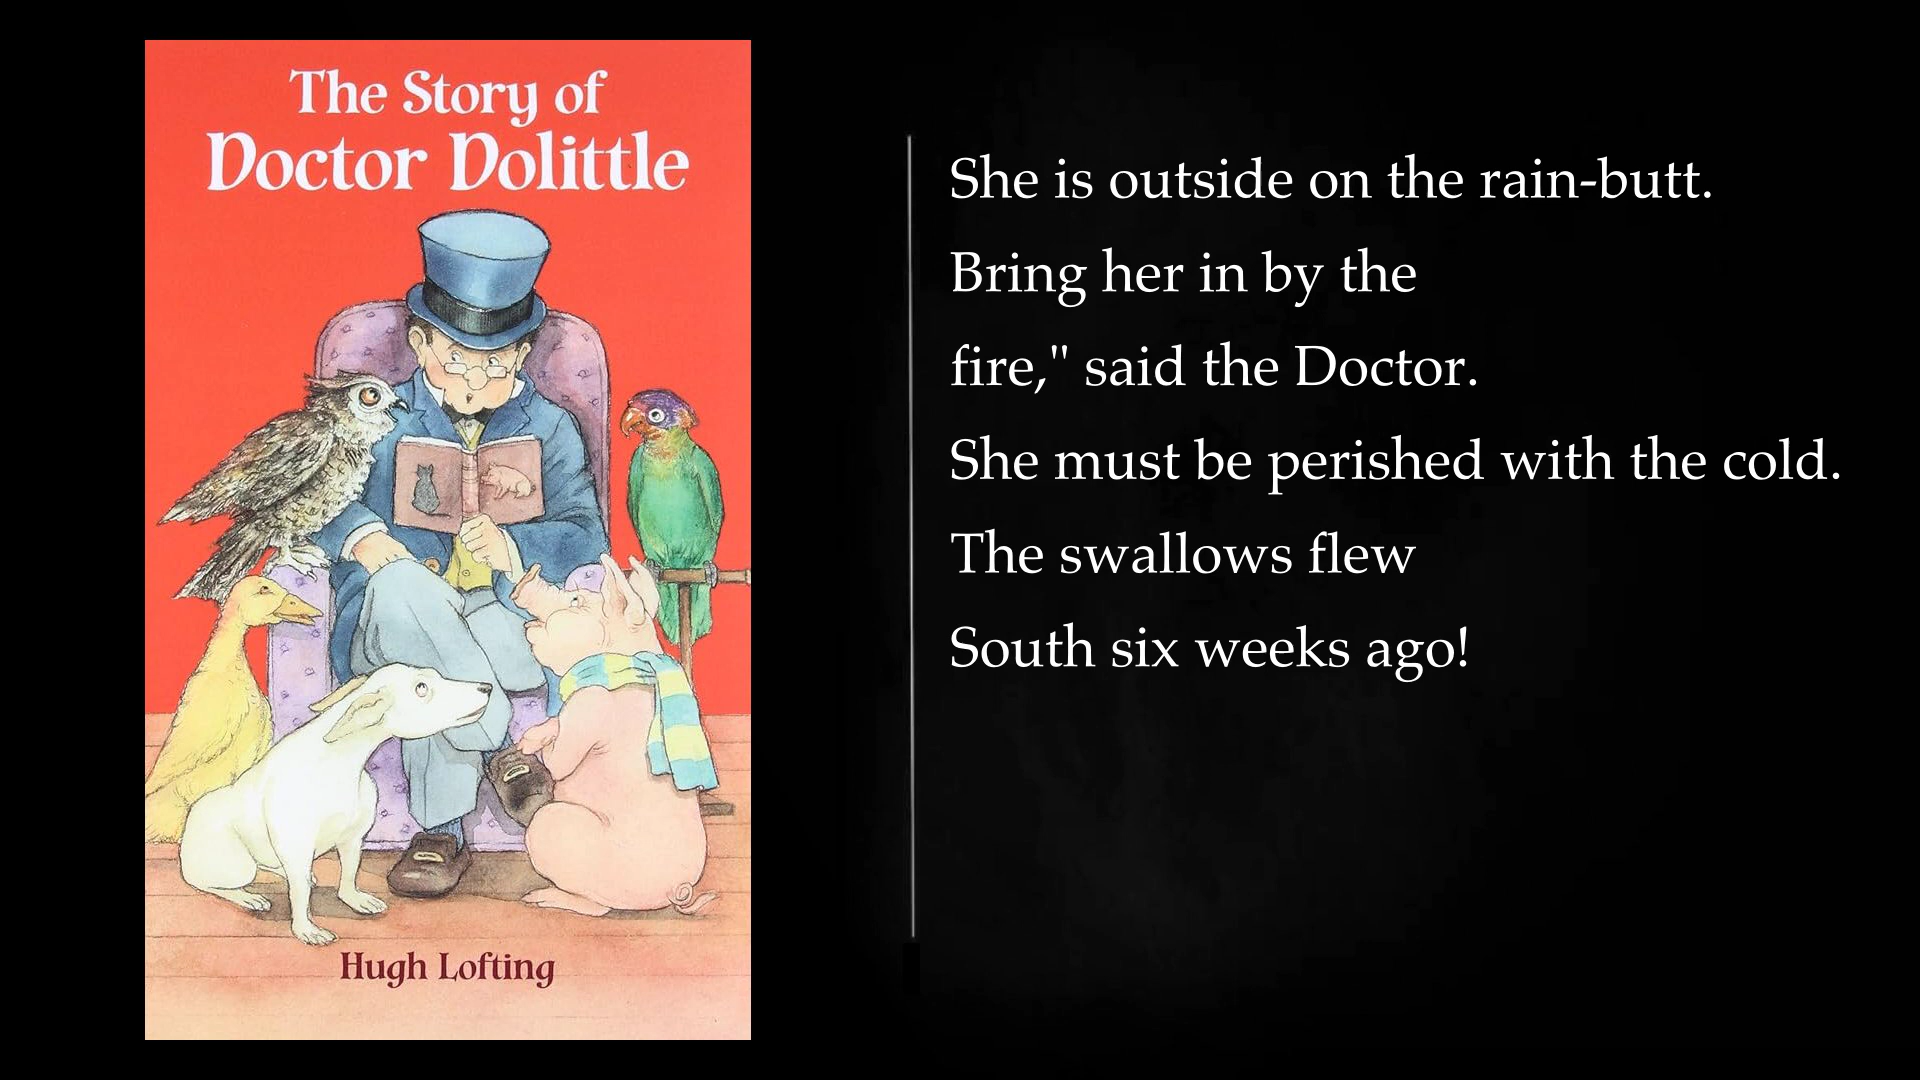 The Story of
Doctor Dolittle
Hugh Lofting
She is outside on the rain-butt.
Bring her in by the
fire," said the Doctor.
She must be perished with the cold.
The swallows flew
South six weeks ago!